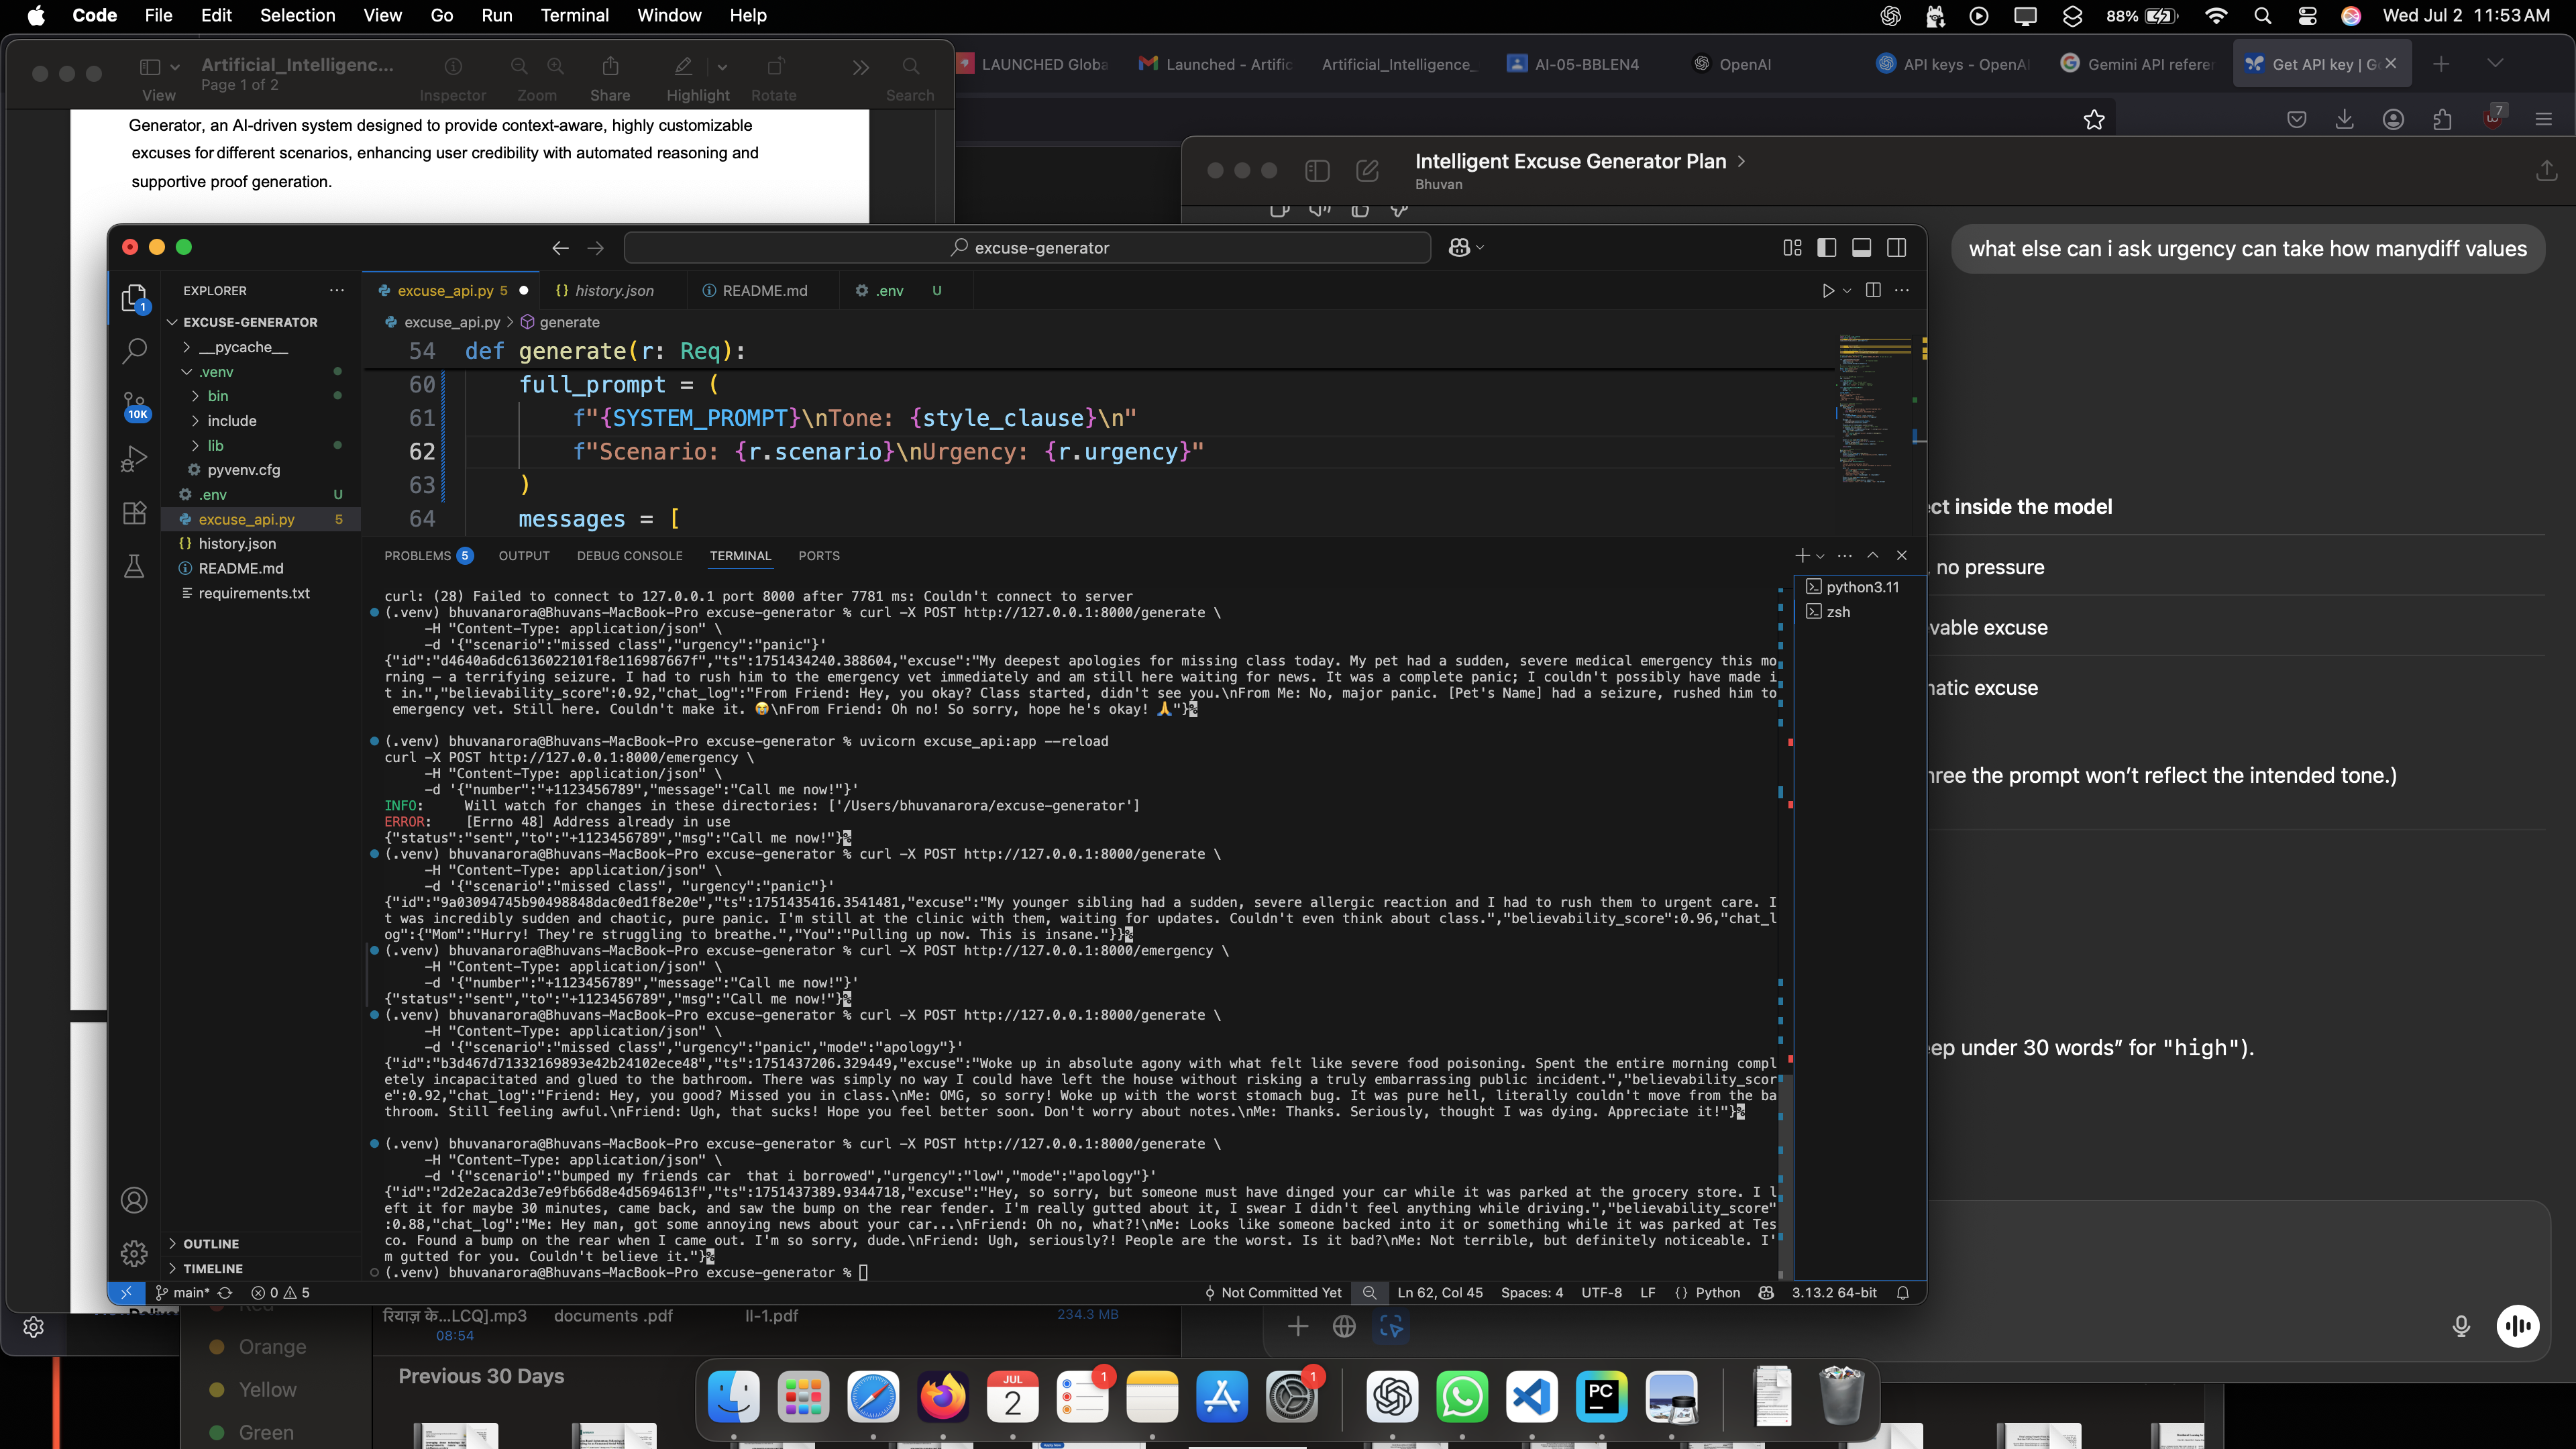 Code File Edit Selection View Go Run Terminal Window Help
88% Wed Jul 2 11:53 AM
Artificial_Intelligenc...
Page 1 of 2
View Inspector Zoom Share Highlight Rotate Search
LAUNCHED Globa
Launched - Artific
Artificial_Intelligence_
AI-05-BBLEN4
OpenAI
API keys - OpenAI
Gemini API referen
Get API key | G
7
Generator, an AI-driven system designed to provide context-aware, highly customizable
excuses for different scenarios, enhancing user credibility with automated reasoning and
supportive proof generation.
Intelligent Excuse Generator Plan >
Bhuvan
what else can i ask urgency can take how manydiff values
ect inside the model
, no pressure
vable excuse
natic excuse
hree the prompt won’t reflect the intended tone.)
eep under 30 words” for "high").
excuse-generator
EXPLORER
EXCUSE-GENERATOR
__pycache__
.venv
bin
include
lib
pyvenv.cfg
.env U
excuse_api.py 5
history.json
README.md
requirements.txt
OUTLINE
TIMELINE
1
10K
excuse_api.py 5
history.json
README.md
.env U
excuse_api.py > generate
54 def generate(r: Req):
60 full_prompt = (
61 f"{SYSTEM_PROMPT}\nTone: {style_clause}\n"
62 f"Scenario: {r.scenario}\nUrgency: {r.urgency}"
63 )
64 messages = [
PROBLEMS 5 OUTPUT DEBUG CONSOLE TERMINAL PORTS
python3.11
zsh
curl: (28) Failed to connect to 127.0.0.1 port 8000 after 7781 ms: Couldn't connect to server
(.venv) bhuvanarora@Bhuvans-MacBook-Pro excuse-generator % curl -X POST http://127.0.0.1:8000/generate \
-H "Content-Type: application/json" \
-d '{"scenario":"missed class","urgency":"panic"}'
{"id":"d4640a6dc6136022101f8e116987667f","ts":1751434240.388604,"excuse":"My deepest apologies for missing class today. My pet had a sudden, severe medical emergency this mo
rning — a terrifying seizure. I had to rush him to the emergency vet immediately and am still here waiting for news. It was a complete panic; I couldn't possibly have made i
t in.","believability_score":0.92,"chat_log":"From Friend: Hey, you okay? Class started, didn't see you.\nFrom Me: No, major panic. [Pet's Name] had a seizure, rushed him to
emergency vet. Still here. Couldn't make it. 😭\nFrom Friend: Oh no! So sorry, hope he's okay! 🙏"}%
(.venv) bhuvanarora@Bhuvans-MacBook-Pro excuse-generator % uvicorn excuse_api:app --reload
curl -X POST http://127.0.0.1:8000/emergency \
-H "Content-Type: application/json" \
-d '{"number":"+1123456789","message":"Call me now!"}'
INFO: Will watch for changes in these directories: ['/Users/bhuvanarora/excuse-generator']
ERROR: [Errno 48] Address already in use
{"status":"sent","to":"+1123456789","msg":"Call me now!"}%
(.venv) bhuvanarora@Bhuvans-MacBook-Pro excuse-generator % curl -X POST http://127.0.0.1:8000/generate \
-H "Content-Type: application/json" \
-d '{"scenario":"missed class", "urgency":"panic"}'
{"id":"9a03094745b90498848dac0ed1f8e20e","ts":1751435416.3541481,"excuse":"My younger sibling had a sudden, severe allergic reaction and I had to rush them to urgent care. I
t was incredibly sudden and chaotic, pure panic. I'm still at the clinic with them, waiting for updates. Couldn't even think about class.","believability_score":0.96,"chat_l
og":{"Mom":"Hurry! They're struggling to breathe.","You":"Pulling up now. This is insane."}}%
(.venv) bhuvanarora@Bhuvans-MacBook-Pro excuse-generator % curl -X POST http://127.0.0.1:8000/emergency \
-H "Content-Type: application/json" \
-d '{"number":"+1123456789","message":"Call me now!"}'
{"status":"sent","to":"+1123456789","msg":"Call me now!"}%
(.venv) bhuvanarora@Bhuvans-MacBook-Pro excuse-generator % curl -X POST http://127.0.0.1:8000/generate \
-H "Content-Type: application/json" \
-d '{"scenario":"missed class","urgency":"panic","mode":"apology"}'
{"id":"b3d467d71332169893e42b24102ece48","ts":1751437206.329449,"excuse":"Woke up in absolute agony with what felt like severe food poisoning. Spent the entire morning compl
etely incapacitated and glued to the bathroom. There was simply no way I could have left the house without risking a truly embarrassing public incident.","believability_scor
e":0.92,"chat_log":"Friend: Hey, you good? Missed you in class.\nMe: OMG, so sorry! Woke up with the worst stomach bug. It was pure hell, literally couldn't move from the ba
throom. Still feeling awful.\nFriend: Ugh, that sucks! Hope you feel better soon. Don't worry about notes.\nMe: Thanks. Seriously, thought I was dying. Appreciate it!"}%
(.venv) bhuvanarora@Bhuvans-MacBook-Pro excuse-generator % curl -X POST http://127.0.0.1:8000/generate \
-H "Content-Type: application/json" \
-d '{"scenario":"bumped my friends car  that i borrowed","urgency":"low","mode":"apology"}'
{"id":"2d2e2aca2d3e7e9fb66d8e4d5694613f","ts":1751437389.9344718,"excuse":"Hey, so sorry, but someone must have dinged your car while it was parked at the grocery store. I l
eft it for maybe 30 minutes, came back, and saw the bump on the rear fender. I'm really gutted about it, I swear I didn't feel anything while driving.","believability_score"
:0.88,"chat_log":"Me: Hey man, got some annoying news about your car...\nFriend: Oh no, what?!\nMe: Looks like someone backed into it or something while it was parked at Tes
co. Found a bump on the rear when I came out. I'm so sorry, dude.\nFriend: Ugh, seriously?! People are the worst. Is it bad?\nMe: Not terrible, but definitely noticeable. I'
m gutted for you. Couldn't believe it."}%
(.venv) bhuvanarora@Bhuvans-MacBook-Pro excuse-generator %
main* 0 5 Not Committed Yet Ln 62, Col 45 Spaces: 4 UTF-8 LF {} Python 3.13.2 64-bit
रियाज़ के...LCQ].mp3 documents .pdf ll-1.pdf 234.3 MB
08:54
Orange
Yellow
Green
Previous 30 Days
JUL
2
1
1
PC